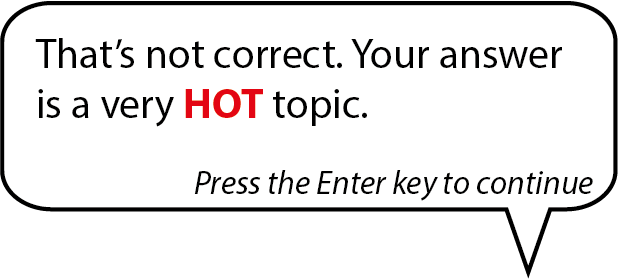 That’s not correct. Your answer
is a very HOT topic.
Press the Enter key to continue